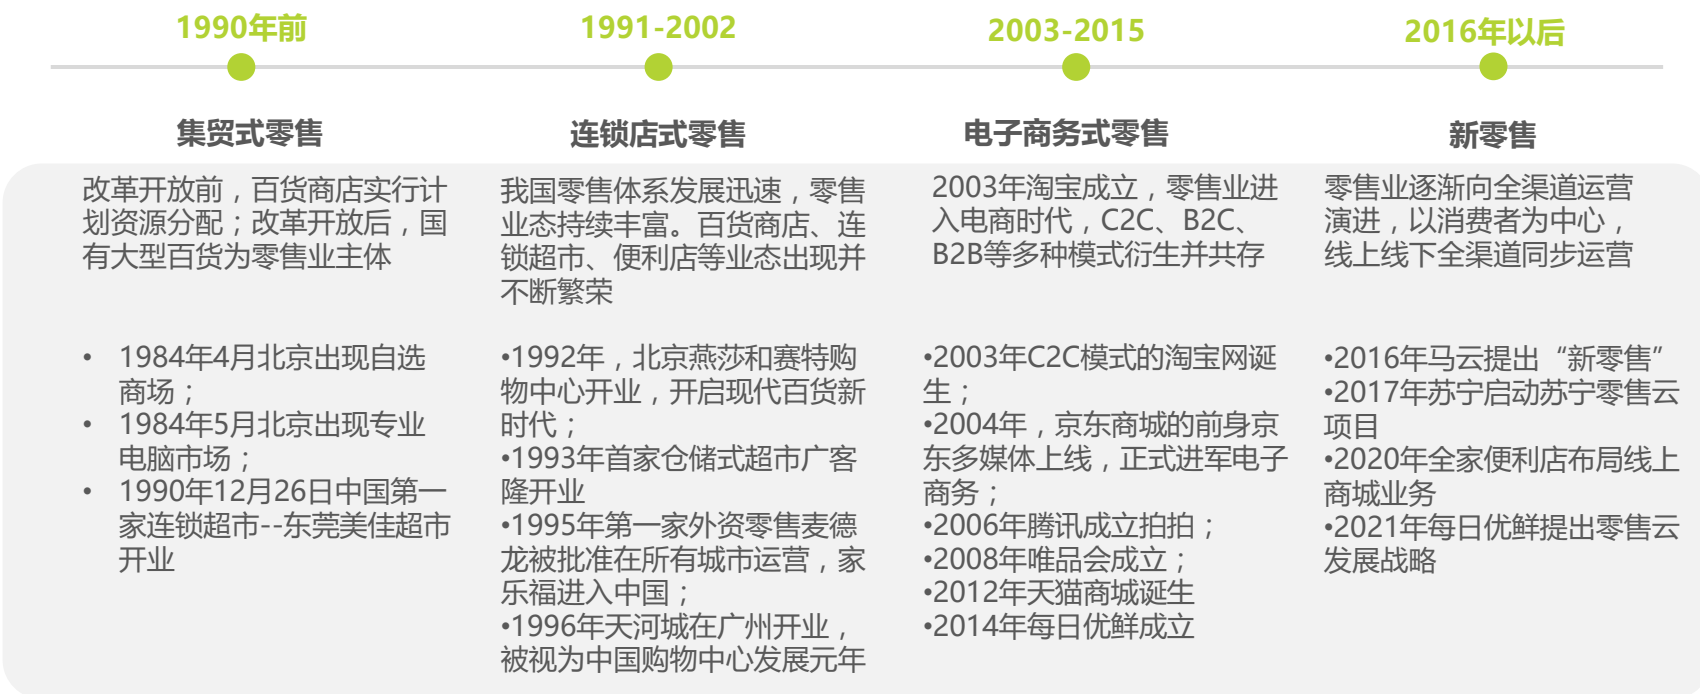 1990年前
集贸式零售
改革开放前，百货商店实行计
划资源分配；改革开放后，国
有大型百货为零售业主体
• 1984年4月北京出现自选
商场；
• 1984年5月北京出现专业
电脑市场；
• 1990年12月26日中国第一
家连锁超市--东莞美佳超市
开业
1991-2002
连锁店式零售
我国零售体系发展迅速，零售
业态持续丰富。百货商店、连
锁超市、便利店等业态出现并
不断繁荣
•1992年，北京燕莎和赛特购
物中心开业，开启现代百货新
时代；
•1993年首家仓储式超市广客
隆开业
•1995年第一家外资零售麦德
龙被批准在所有城市运营，家
乐福进入中国；
•1996年天河城在广州开业，
被视为中国购物中心发展元年
2003-2015
电子商务式零售
2003年淘宝成立，零售业进
入电商时代，C2C、B2C、
B2B等多种模式衍生并共存
•2003年C2C模式的淘宝网诞
生；
•2004年，京东商城的前身京
东多媒体上线，正式进军电子
商务；
•2006年腾讯成立拍拍；
•2008年唯品会成立；
•2012年天猫商城诞生
•2014年每日优鲜成立
2016年以后
新零售
零售业逐渐向全渠道运营
演进，以消费者为中心，
线上线下全渠道同步运营
•2016年马云提出“新零售”
•2017年苏宁启动苏宁零售云
项目
•2020年全家便利店布局线上
商城业务
•2021年每日优鲜提出零售云
发展战略